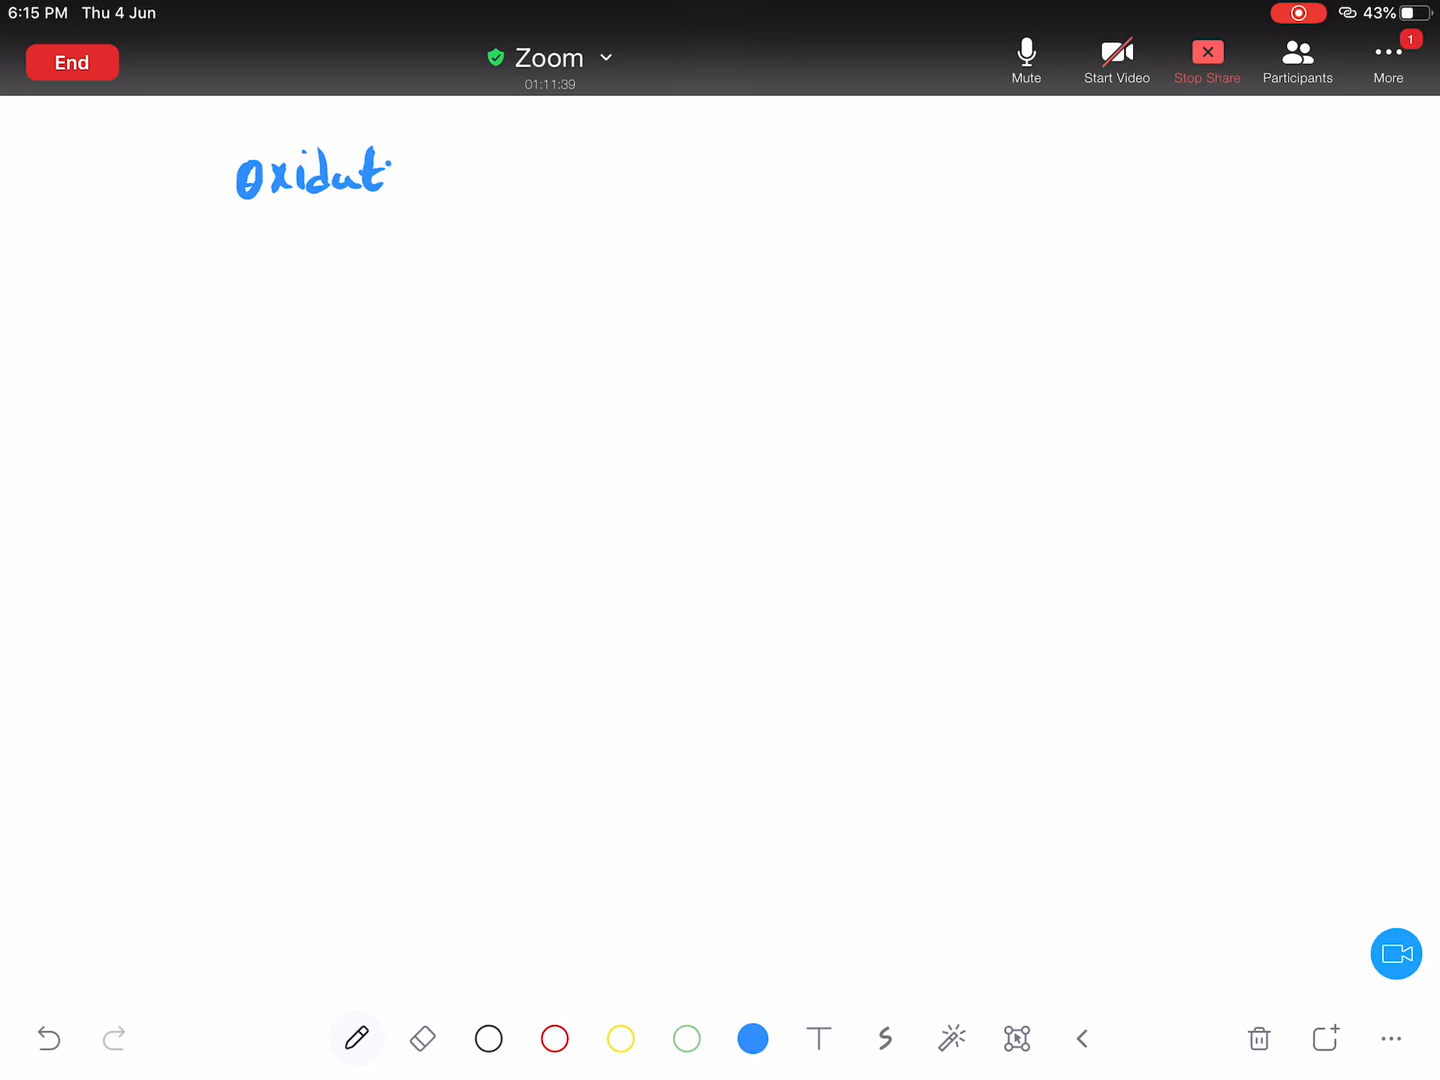 6:15 PM Thu 4 Jun
43%
End
Zoom
01:11:39
Mute
Start Video
Stop Share
Participants
More
1
oxidat
T